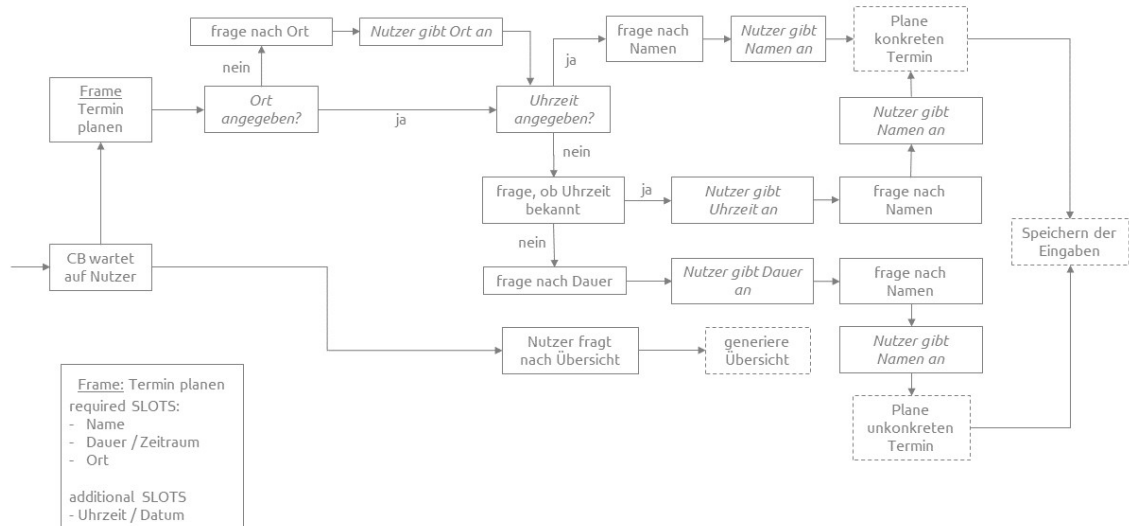 frage nach Ort
Nutzer gibt Ort an
frage nach
Namen
Nutzer gibt
Namen an
Plane
konkreten
Termin
nein
ja
Frame
Termin
planen
Ort
angegeben?
ja
Uhrzeit
angegeben?
Nutzer gibt
Namen an
nein
frage, ob Uhrzeit
bekannt
ja
Nutzer gibt
Uhrzeit an
frage nach
Namen
CB wartet
auf Nutzer
nein
Speichern der
Eingaben
frage nach Dauer
Nutzer gibt Dauer
an
frage nach
Namen
Nutzer fragt
nach Übersicht
generiere
Übersicht
Nutzer gibt
Namen an
Frame: Termin planen
required SLOTS:
- Name
- Dauer / Zeitraum
- Ort
additional SLOTS
- Uhrzeit / Datum
Plane
unkonkreten
Termin